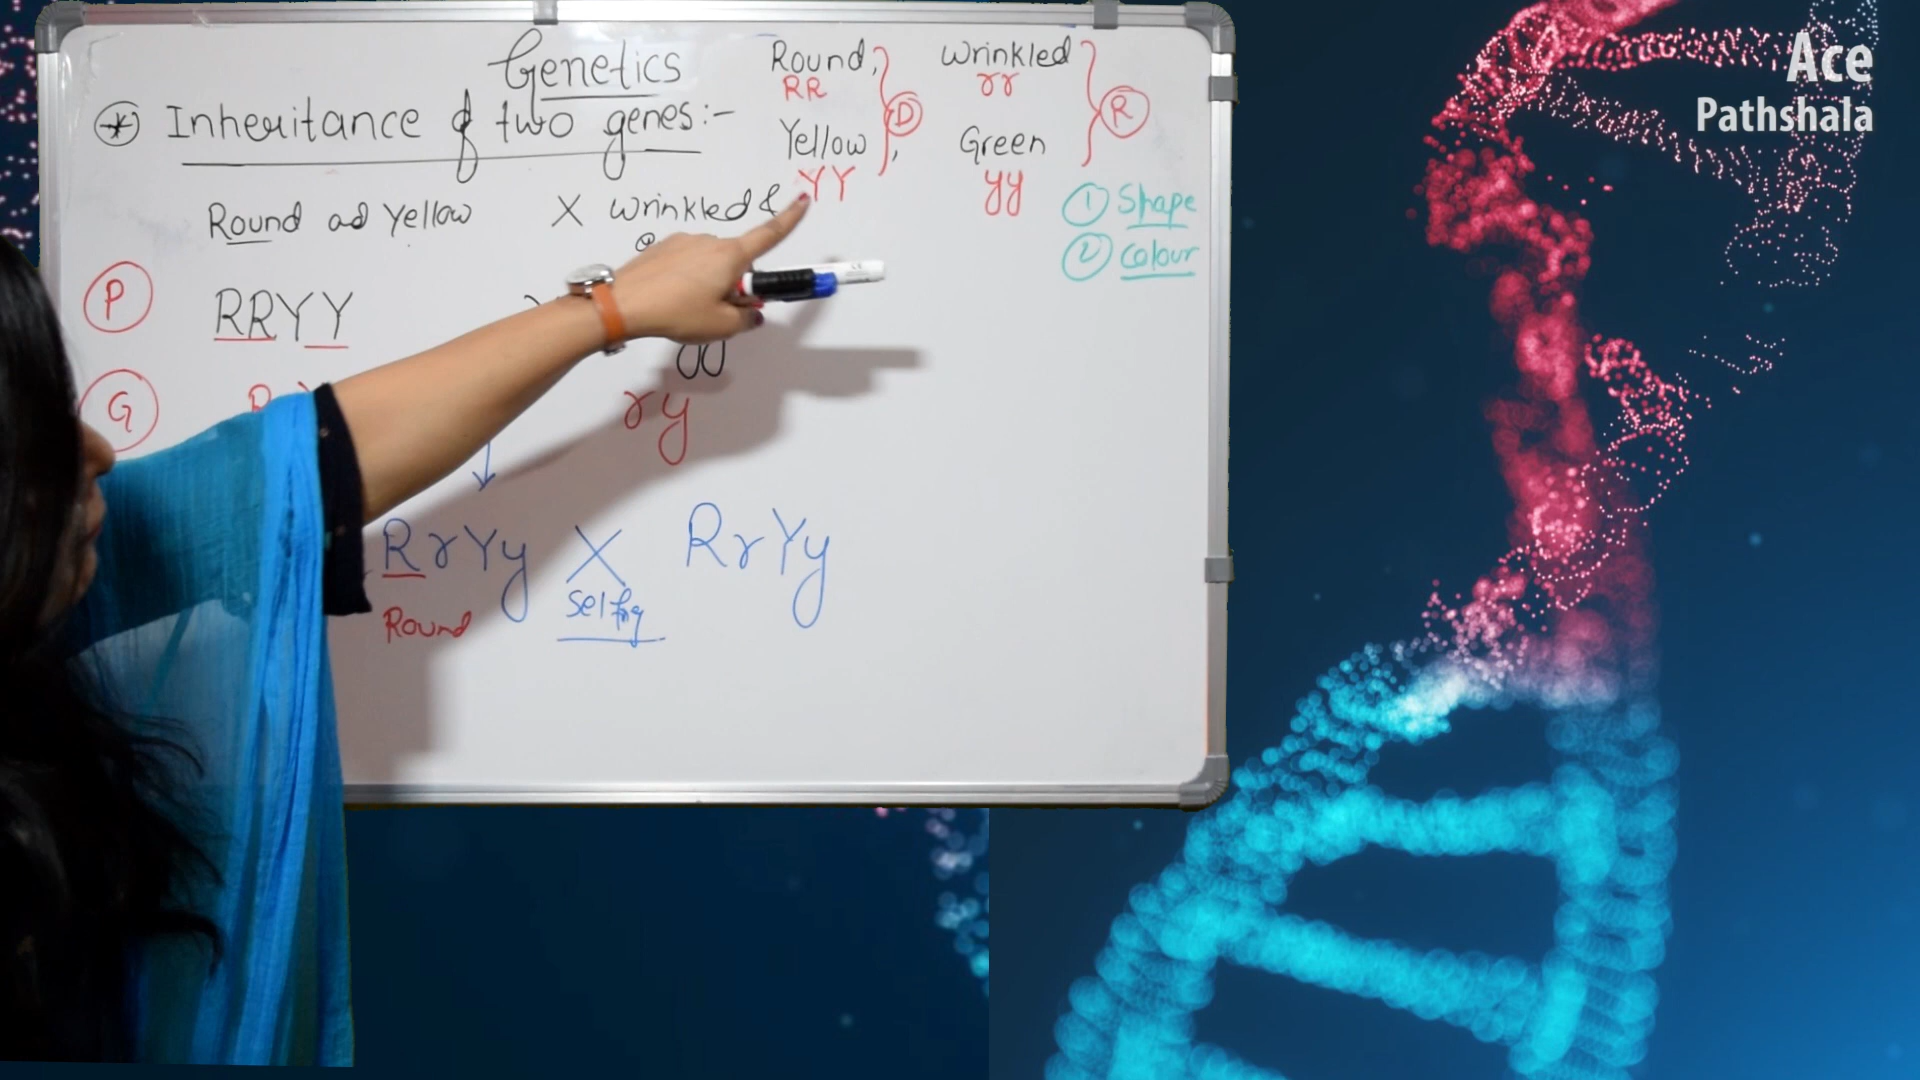 Genetics
* Inheritance of two genes:-
Round, Wrinkled
RR rr
D R
Yellow, Green
YY yy
① Shape
② Colour
Round ad Yellow X Wrinkled &
P RRYY
G R ry
RrYy X RrYy
Selfing
Round
Ace
Pathshala